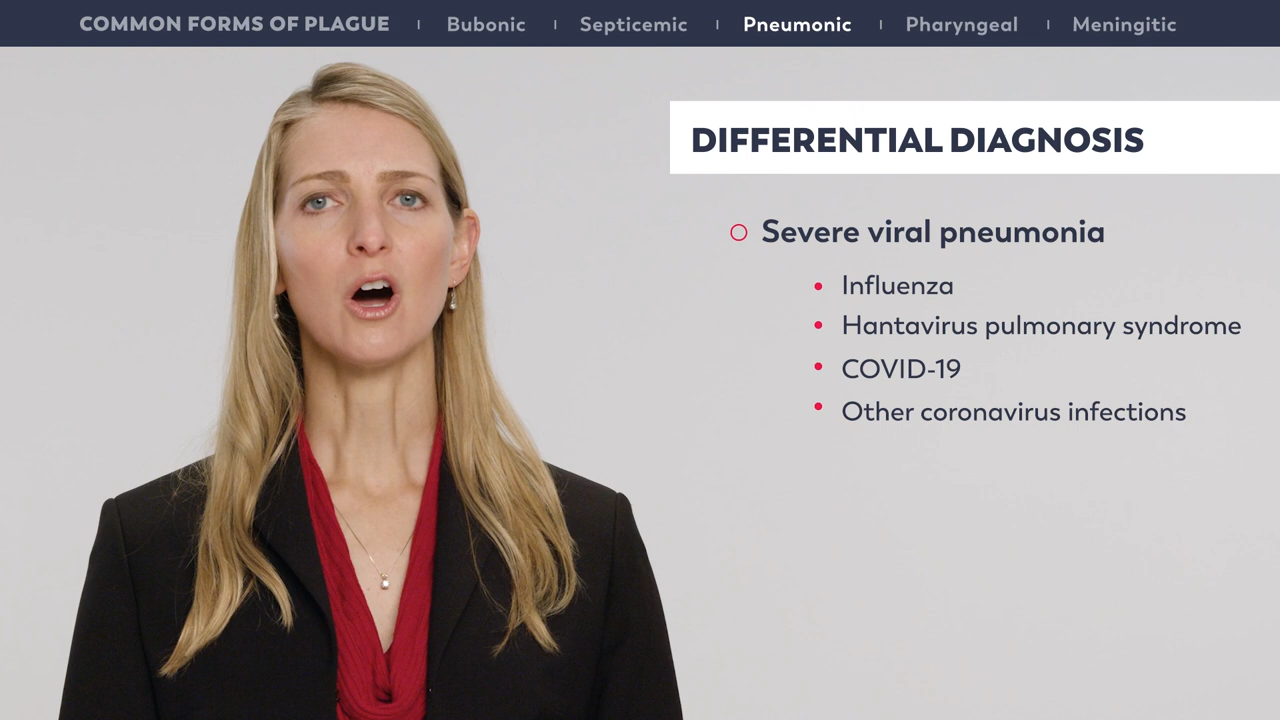 COMMON FORMS OF PLAGUE | Bubonic | Septicemic | Pneumonic | Pharyngeal | Meningitic
DIFFERENTIAL DIAGNOSIS
Severe viral pneumonia
Influenza
Hantavirus pulmonary syndrome
COVID-19
Other coronavirus infections